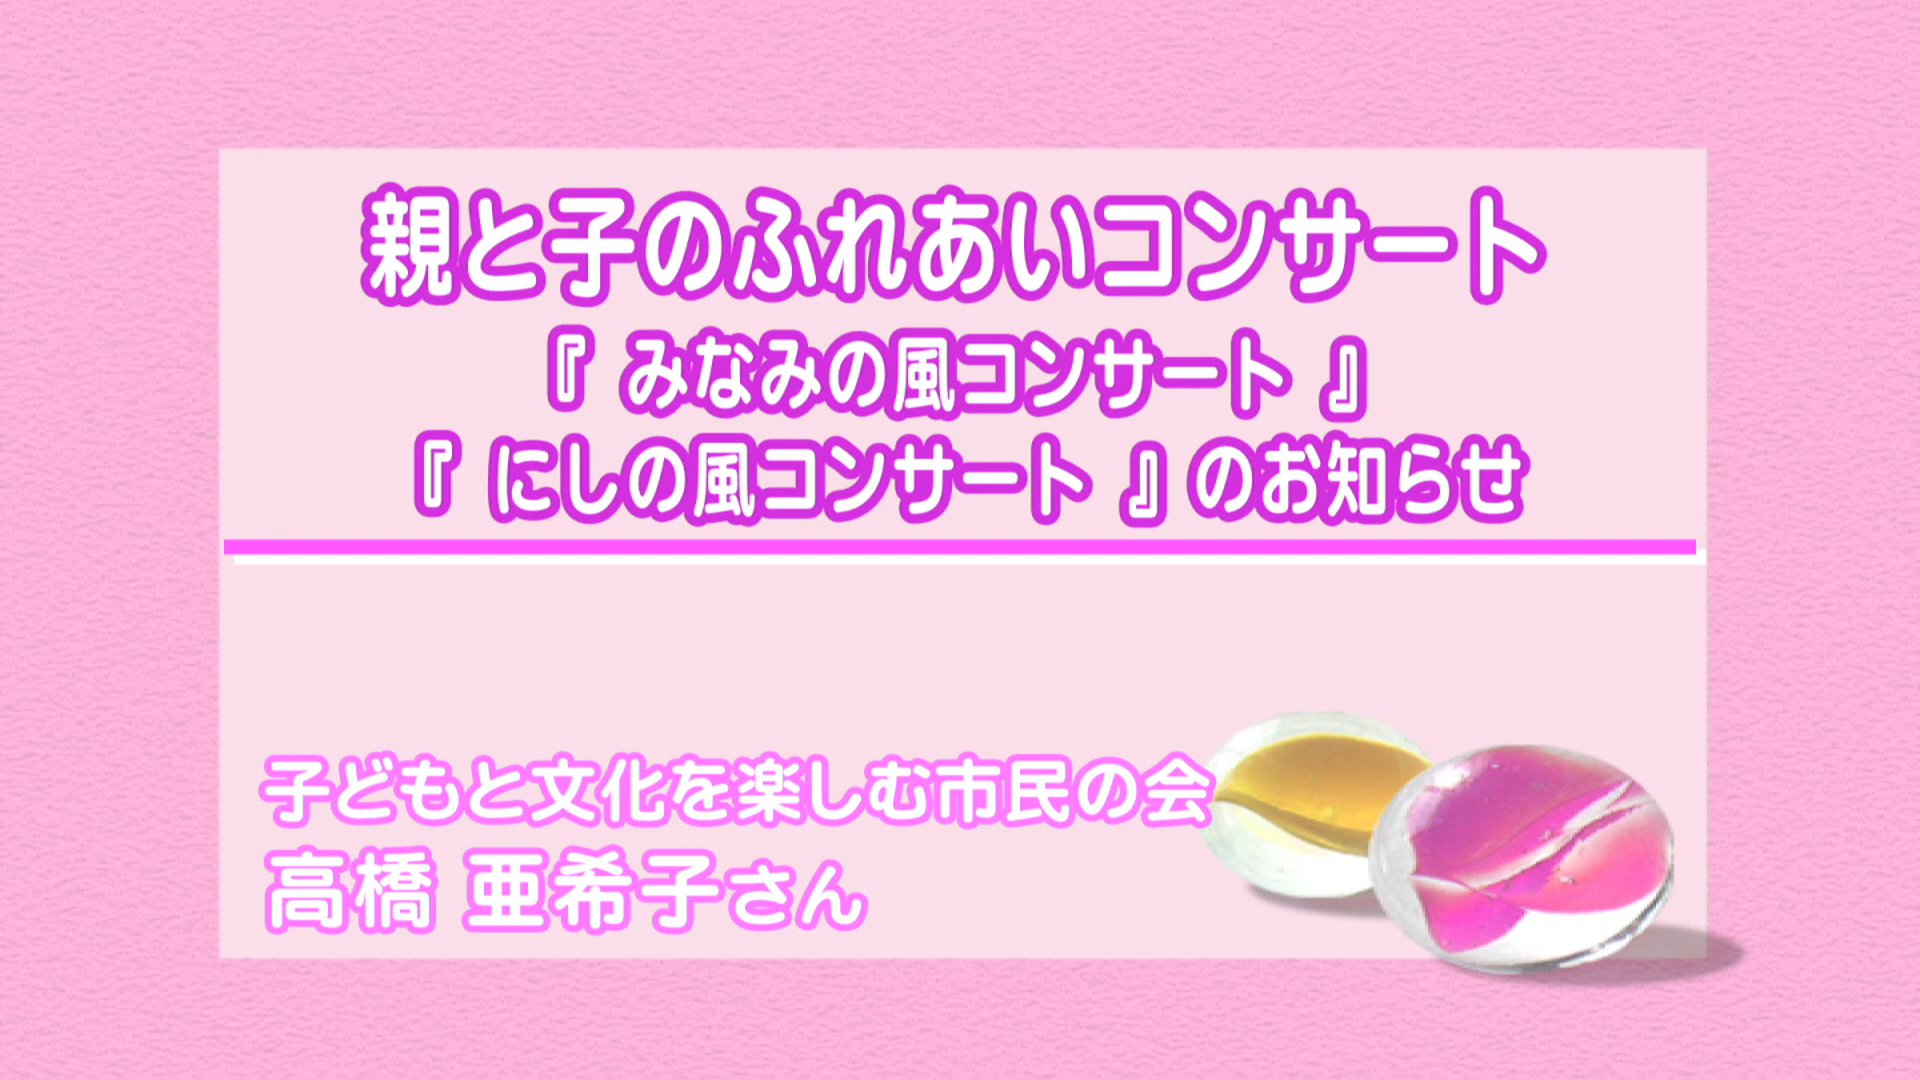 親と子のふれあいコンサート
『 みなみの風コンサート 』
『 にしの風コンサート 』のお知らせ
子どもと文化を楽しむ市民の会
高橋 亜希子さん